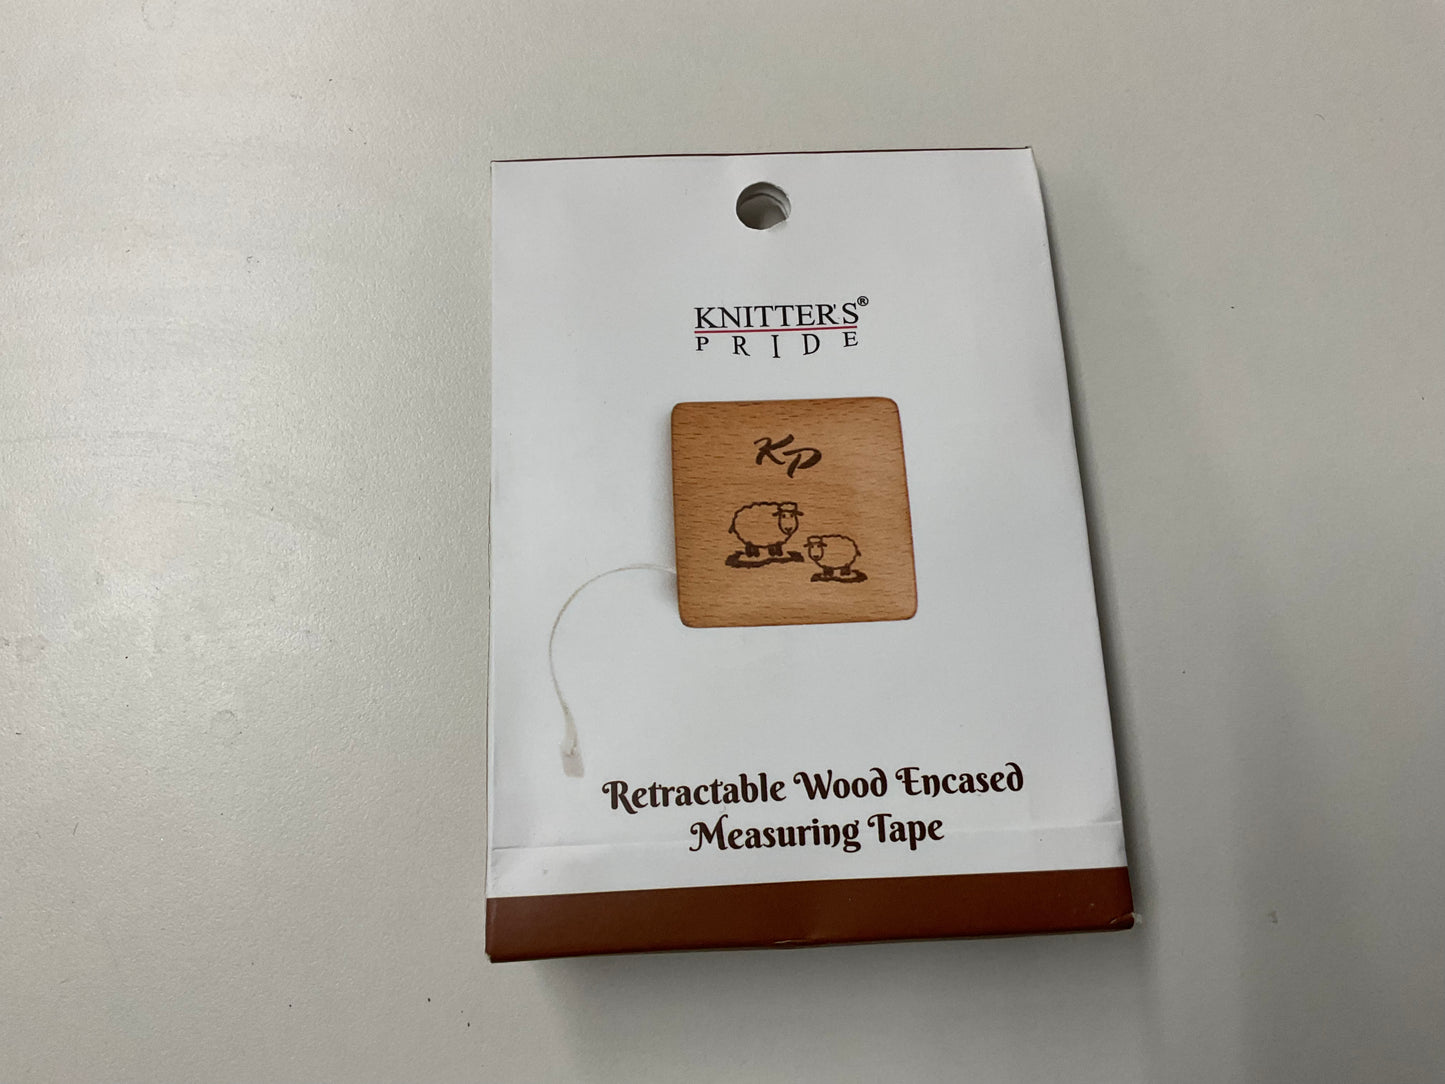 KNITTER'S®
PRIDE
KP
Retractable Wood Encased
Measuring Tape